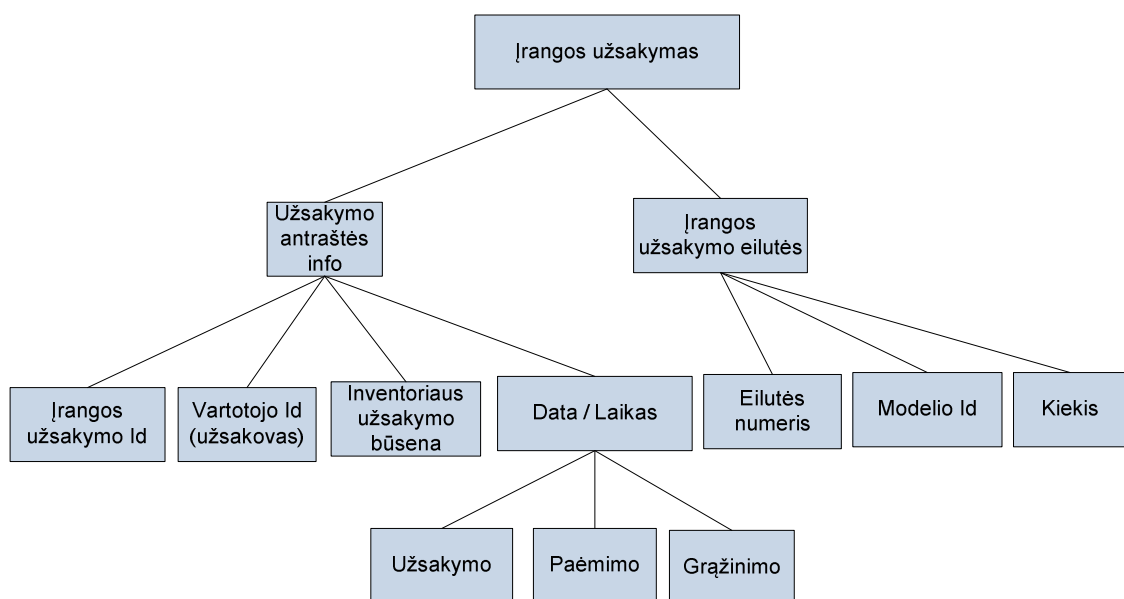 Įrangos užsakymas
Užsakymo
antraštės
info
Įrangos
užsakymo eilutės
Įrangos
užsakymo Id
Vartotojo Id
(užsakovas)
Inventoriaus
užsakymo
būsena
Data / Laikas
Eilutės
numeris
Modelio Id
Kiekis
Užsakymo
Paėmimo
Grąžinimo